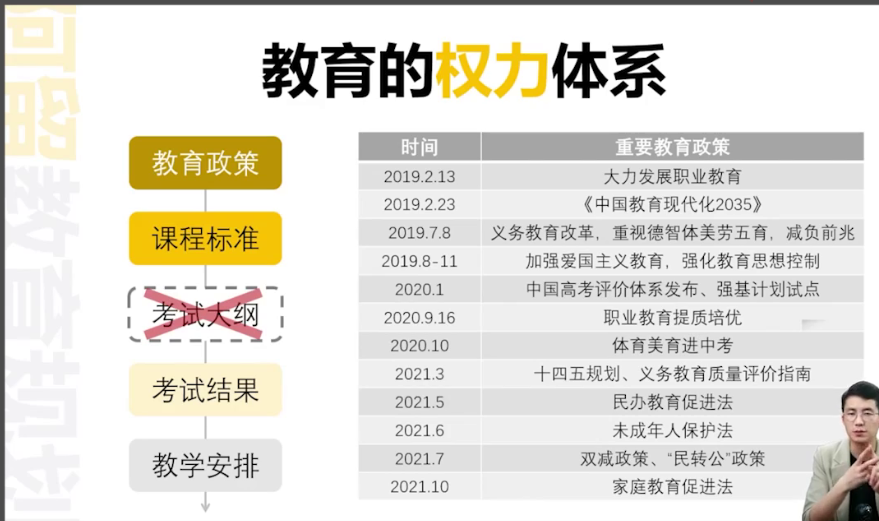 教育的权力体系
教育政策
课程标准
考试大纲
考试结果
教学安排
时间 重要教育政策
2019.2.13 大力发展职业教育
2019.2.23 《中国教育现代化2035》
2019.7.8 义务教育改革，重视德智体美劳五育，减负前兆
2019.8-11 加强爱国主义教育，强化教育思想控制
2020.1 中国高考评价体系发布、强基计划试点
2020.9.16 职业教育提质培优
2020.10 体育美育进中考
2021.3 十四五规划、义务教育质量评价指南
2021.5 民办教育促进法
2021.6 未成年人保护法
2021.7 双减政策、“民转公”政策
2021.10 家庭教育促进法
留教育规划